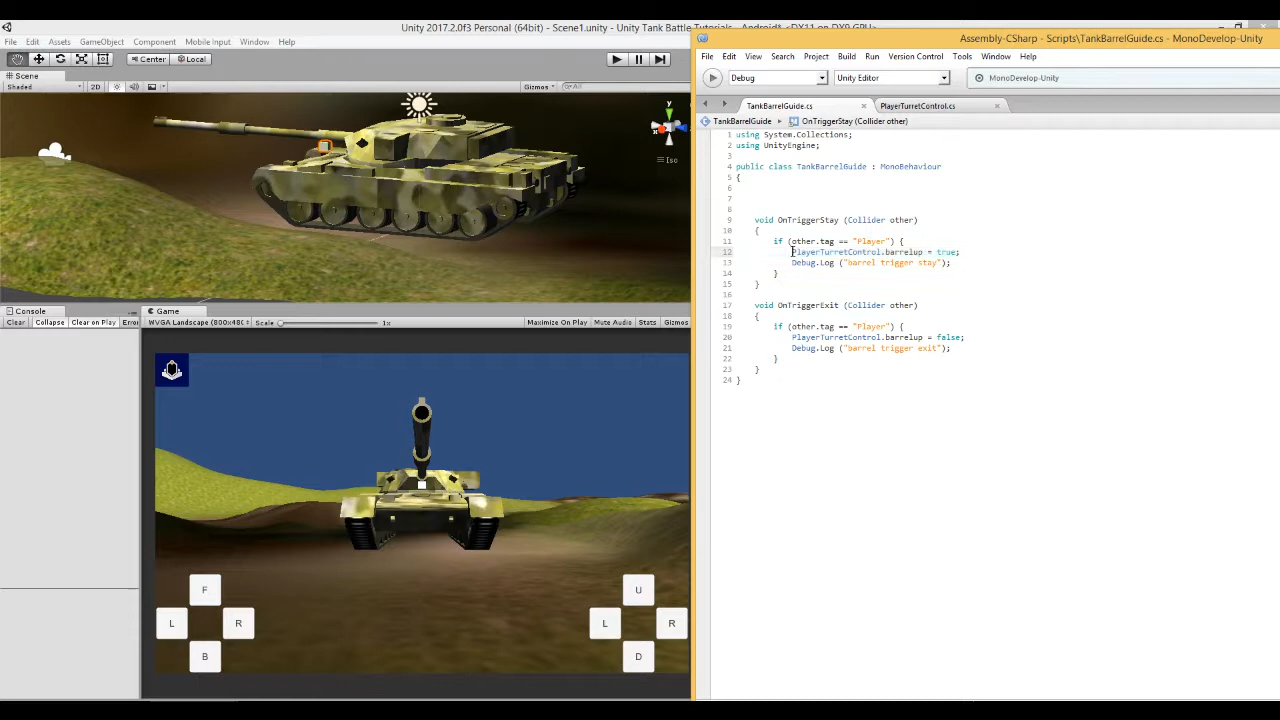 Unity 2017.2.0f3 Personal (64bit) - Scene1.unity - Unity Tank Battle Tutorials - Android* <DX11 on DX9 GPU>
Assembly-CSharp - Scripts\TankBarrelGuide.cs - MonoDevelop-Unity
File Edit Assets GameObject Component Mobile Input Window Help
File Edit View Search Project Build Run Version Control Tools Window Help
Center Local
Debug Unity Editor MonoDevelop-Unity
Scene
Shaded 2D Gizmos All
TankBarrelGuide.cs PlayerTurretControl.cs
TankBarrelGuide OnTriggerStay (Collider other)
y
x
Iso
1 using System.Collections;
2 using UnityEngine;
3
4 public class TankBarrelGuide : MonoBehaviour
5 {
6
7
8
9 void OnTriggerStay (Collider other)
10 {
11 if (other.tag == "Player") {
12 PlayerTurretControl.barrelup = true;
13 Debug.Log ("barrel trigger stay");
14 }
15 }
16
17 void OnTriggerExit (Collider other)
18 {
19 if (other.tag == "Player") {
20 PlayerTurretControl.barrelup = false;
21 Debug.Log ("barrel trigger exit");
22 }
23 }
24 }
Console Game
Clear Collapse Clear on Play Erro
WVGA Landscape (800x480 Scale 1x Maximize On Play Mute Audio Stats Gizmos
F U
L R L R
B D